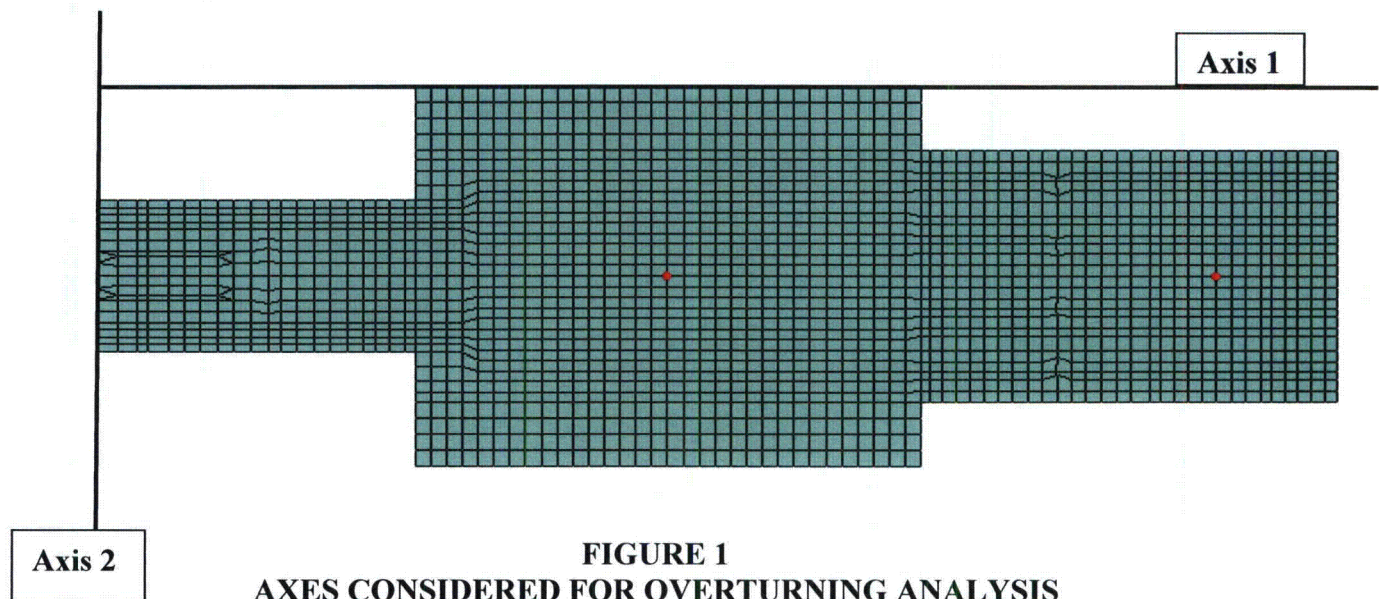 Axis 1
Axis 2
FIGURE 1
AXES CONSIDERED FOR OVERTURNING ANALYSIS